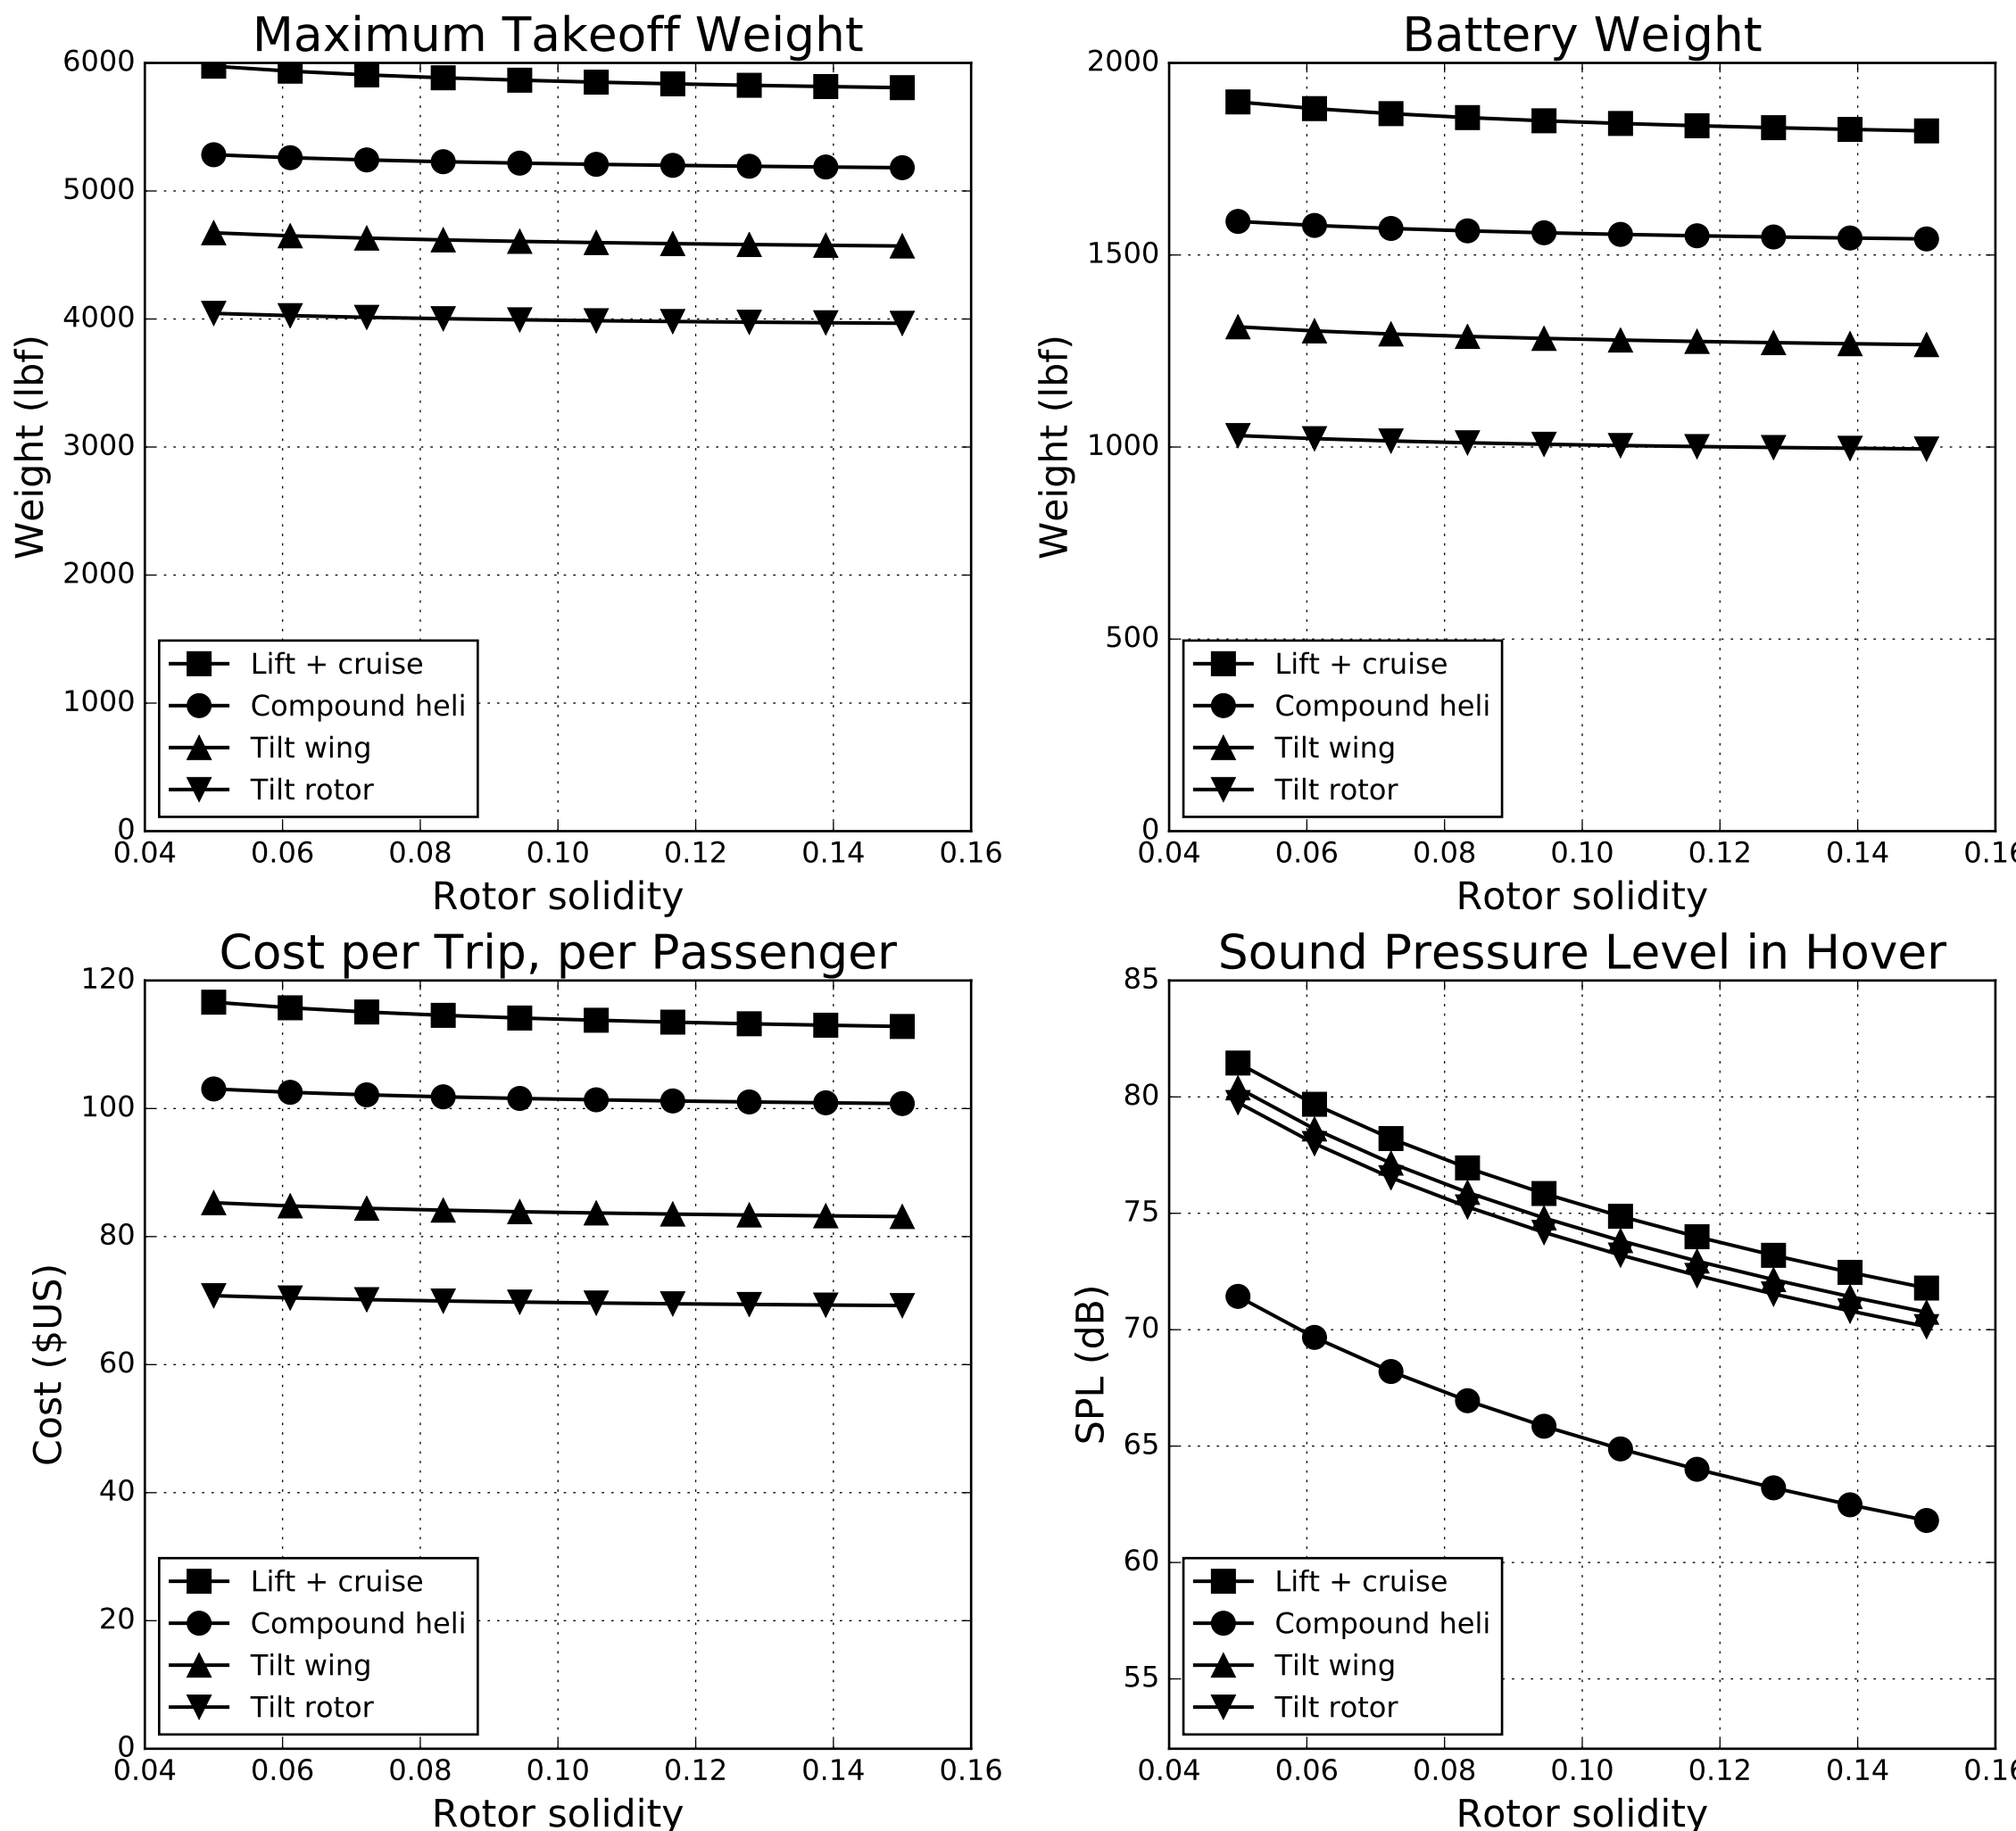 Maximum Takeoff Weight
6000
5000
4000
3000
2000
1000
0
Weight (lbf)
Lift + cruise
Compound heli
Tilt wing
Tilt rotor
0.04 0.06 0.08 0.10 0.12 0.14 0.16
Rotor solidity
Battery Weight
2000
1500
1000
500
0
Weight (lbf)
Lift + cruise
Compound heli
Tilt wing
Tilt rotor
0.04 0.06 0.08 0.10 0.12 0.14 0.16
Rotor solidity
Cost per Trip, per Passenger
120
100
80
60
40
20
0
Cost ($US)
Lift + cruise
Compound heli
Tilt wing
Tilt rotor
0.04 0.06 0.08 0.10 0.12 0.14 0.16
Rotor solidity
Sound Pressure Level in Hover
85
80
75
70
65
60
55
SPL (dB)
Lift + cruise
Compound heli
Tilt wing
Tilt rotor
0.04 0.06 0.08 0.10 0.12 0.14 0.16
Rotor solidity